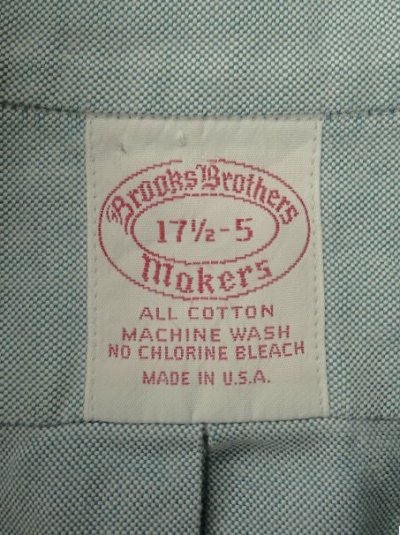 Brooks Brothers
17½-5
Makers
ALL COTTON
MACHINE WASH
NO CHLORINE BLEACH
MADE IN U.S.A.